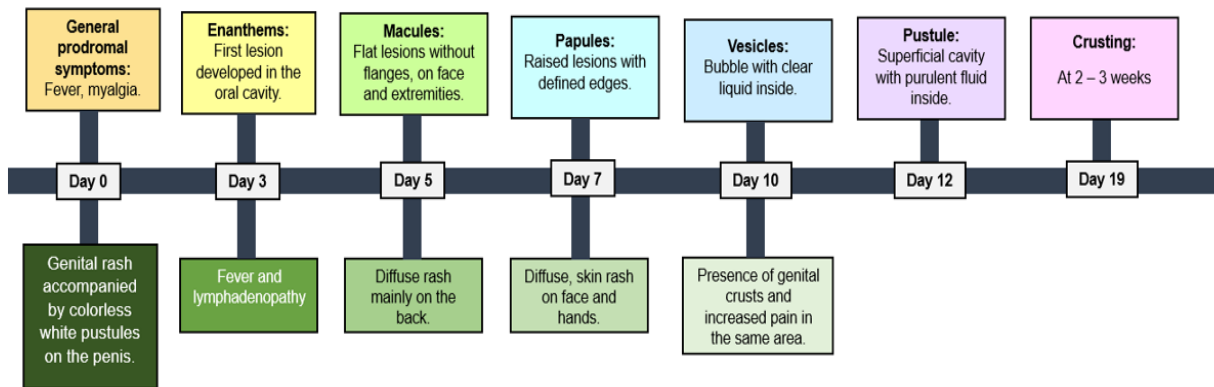 General
prodromal
symptoms:
Fever, myalgia.
Enanthems:
First lesion
developed in the
oral cavity.
Macules:
Flat lesions without
flanges, on face
and extremities.
Papules:
Raised lesions with
defined edges.
Vesicles:
Bubble with clear
liquid inside.
Pustule:
Superficial cavity
with purulent fluid
inside.
Crusting:
At 2 – 3 weeks
Day 0
Day 3
Day 5
Day 7
Day 10
Day 12
Day 19
Genital rash
accompanied
by colorless
white pustules
on the penis.
Fever and
lymphadenopathy
Diffuse rash
mainly on the
back.
Diffuse, skin rash
on face and
hands.
Presence of genital
crusts and
increased pain in
the same area.